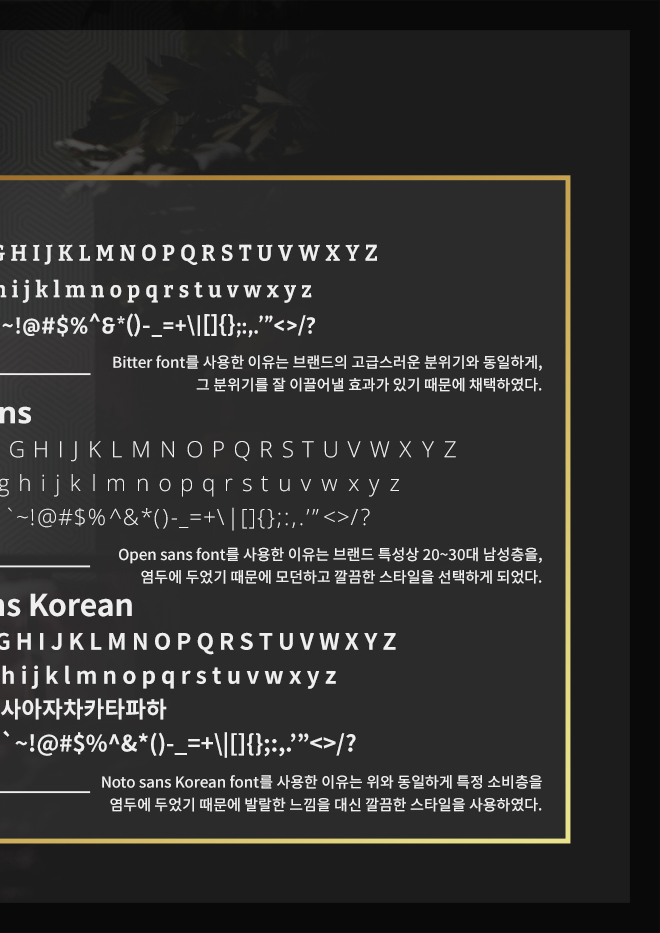 GHIJKLMNOPQRSTUVWXYZ
hijklmnopqrstuvwxyz
~!@#$%^&*()-_=+\|[]{};:,.’”<>/?
Bitter font를 사용한 이유는 브랜드의 고급스러운 분위기와 동일하게,
그 분위기를 잘 이끌어낼 효과가 있기 때문에 채택하였다.
ns
GHIJKLMNOPQRSTUVWXYZ
ghijklmnopqrstuvwxyz
`~!@#$%^&*()-_=+\|[]{};:,.’”<>/?
Open sans font를 사용한 이유는 브랜드 특성상 20~30대 남성층을,
염두에 두었기 때문에 모던하고 깔끔한 스타일을 선택하게 되었다.
ns Korean
GHIJKLMNOPQRSTUVWXYZ
hijklmnopqrstuvwxyz
사아자차카타파하
`~!@#$%^&*()-_=+\|[]{};:,.’”<>/?
Noto sans Korean font를 사용한 이유는 위와 동일하게 특정 소비층을
염두에 두었기 때문에 발랄한 느낌을 대신 깔끔한 스타일을 사용하였다.